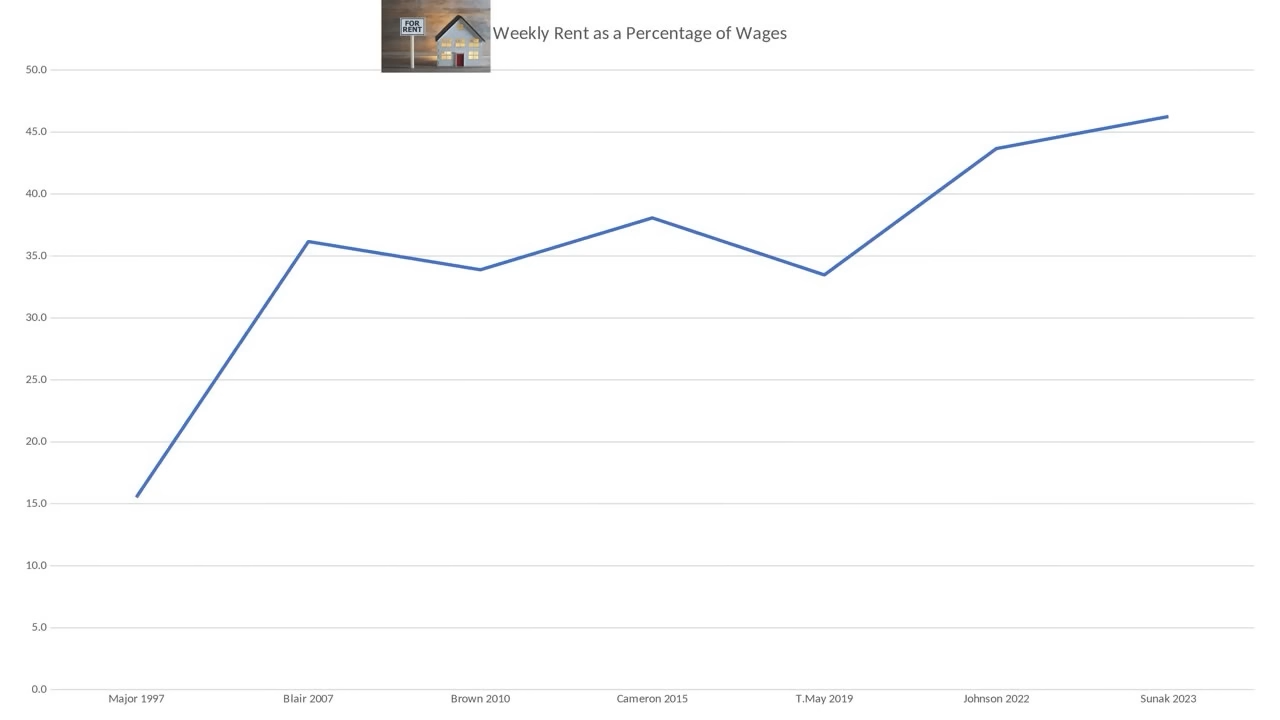 FOR
RENT
Weekly Rent as a Percentage of Wages
50.0
45.0
40.0
35.0
30.0
25.0
20.0
15.0
10.0
5.0
0.0
Major 1997
Blair 2007
Brown 2010
Cameron 2015
T.May 2019
Johnson 2022
Sunak 2023